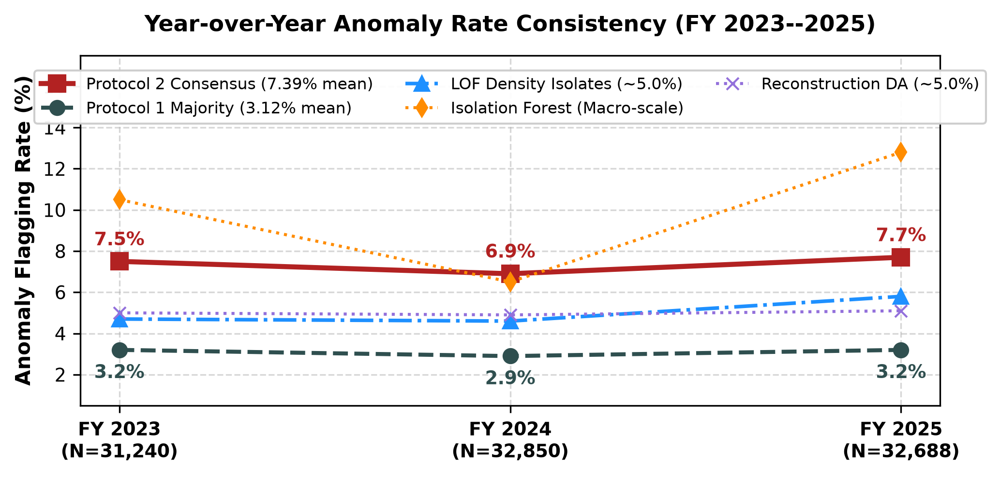 Year-over-Year Anomaly Rate Consistency (FY 2023--2025)
Protocol 2 Consensus (7.39% mean)
Protocol 1 Majority (3.12% mean)
LOF Density Isolates (~5.0%)
Isolation Forest (Macro-scale)
Reconstruction DA (~5.0%)
Anomaly Flagging Rate (%)
14
12
10
8
6
4
2
7.5%
6.9%
7.7%
3.2%
2.9%
3.2%
FY 2023
(N=31,240)
FY 2024
(N=32,850)
FY 2025
(N=32,688)